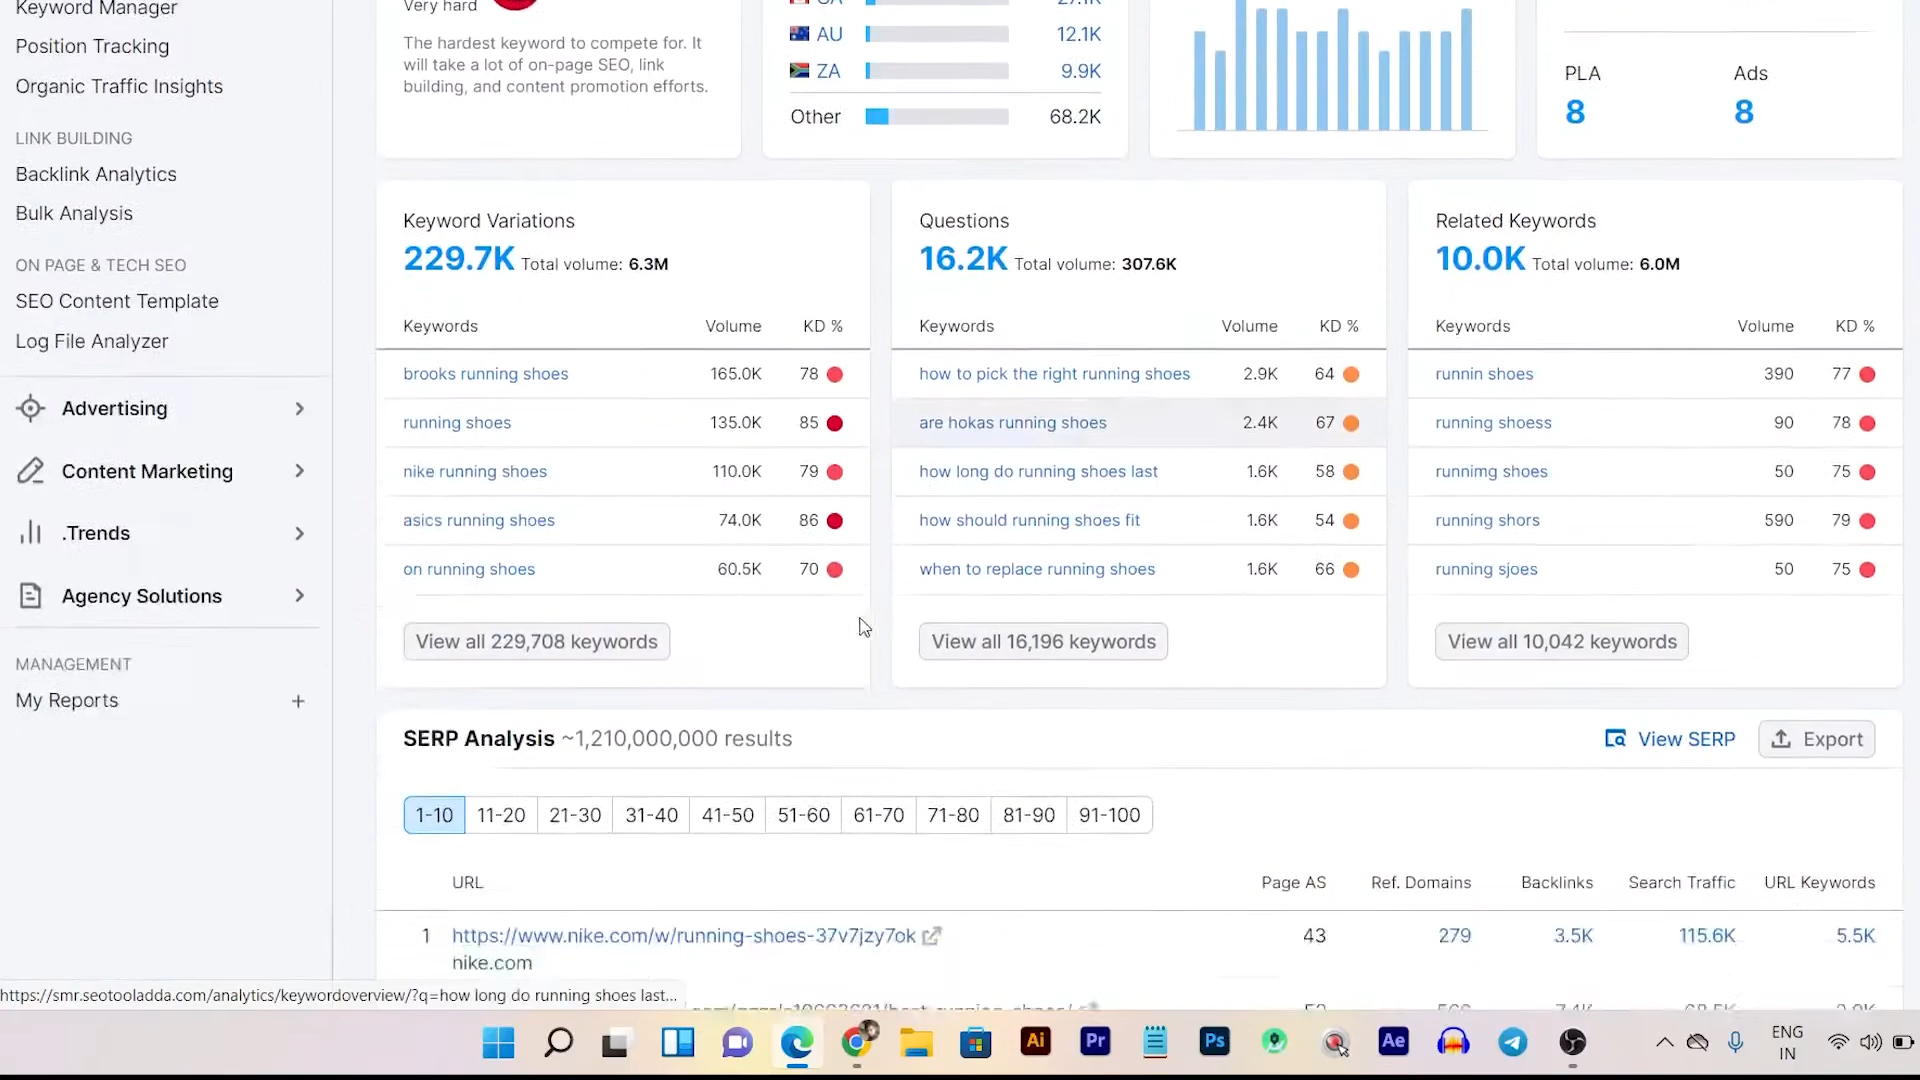 Keyword Manager
Position Tracking
Organic Traffic Insights
LINK BUILDING
Backlink Analytics
Bulk Analysis
ON PAGE & TECH SEO
SEO Content Template
Log File Analyzer
Advertising
Content Marketing
.Trends
Agency Solutions
MANAGEMENT
My Reports +
Very hard
The hardest keyword to compete for. It
will take a lot of on-page SEO, link
building, and content promotion efforts.
27.1K
AU 12.1K
ZA 9.9K
Other 68.2K
PLA Ads
8 8
Keyword Variations
229.7K Total volume: 6.3M
Keywords Volume KD %
brooks running shoes 165.0K 78
running shoes 135.0K 85
nike running shoes 110.0K 79
asics running shoes 74.0K 86
on running shoes 60.5K 70
View all 229,708 keywords
Questions
16.2K Total volume: 307.6K
Keywords Volume KD %
how to pick the right running shoes 2.9K 64
are hokas running shoes 2.4K 67
how long do running shoes last 1.6K 58
how should running shoes fit 1.6K 54
when to replace running shoes 1.6K 66
View all 16,196 keywords
Related Keywords
10.0K Total volume: 6.0M
Keywords Volume KD %
runnin shoes 390 77
running shoess 90 78
runnimg shoes 50 75
running shors 590 79
running sjoes 50 75
View all 10,042 keywords
SERP Analysis ~1,210,000,000 results
View SERP Export
1-10 11-20 21-30 31-40 41-50 51-60 61-70 71-80 81-90 91-100
URL Page AS Ref. Domains Backlinks Search Traffic URL Keywords
1 https://www.nike.com/w/running-shoes-37v7jzy7ok 43 279 3.5K 115.6K 5.5K
nike.com
https://smr.seotooladda.com/analytics/keywordoverview/?q=how long do running shoes last...
Ai Pr Ps Ae
ENG
IN